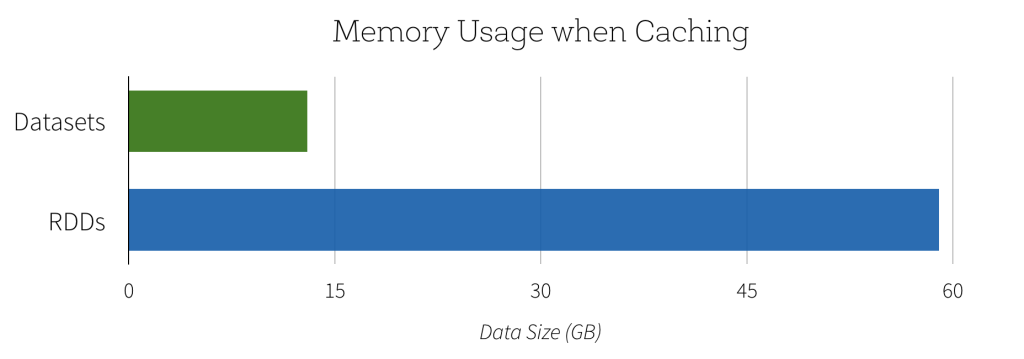 Memory Usage when Caching
Datasets
RDDs
0 15 30 45 60
Data Size (GB)